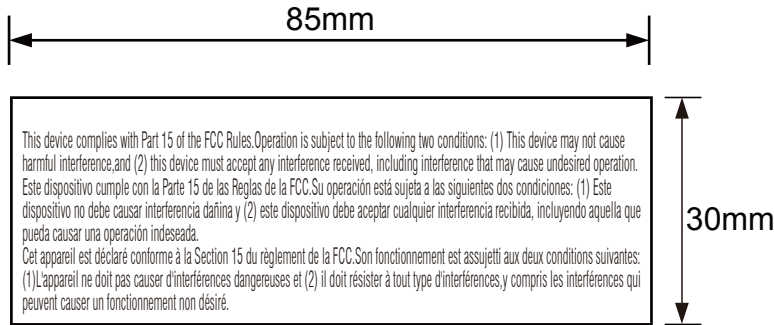 85mm
This device complies with Part 15 of the FCC Rules.Operation is subject to the following two conditions: (1) This device may not cause
harmful interference,and (2) this device must accept any interference received, including interference that may cause undesired operation.
Este dispositivo cumple con la Parte 15 de las Reglas de la FCC.Su operación está sujeta a las siguientes dos condiciones: (1) Este
dispositivo no debe causar interferencia dañina y (2) este dispositivo debe aceptar cualquier interferencia recibida, incluyendo aquella que
pueda causar una operación indeseada.
Cet appareil est déclaré conforme à la Section 15 du règlement de la FCC.Son fonctionnement est assujetti aux deux conditions suivantes:
(1)L'appareil ne doit pas causer d'interférences dangereuses et (2) il doit résister à tout type d'interférences,y compris les interférences qui
peuvent causer un fonctionnement non désiré.
30mm